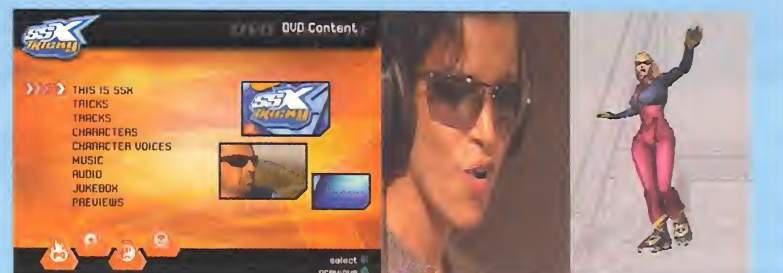 SSX
TRICKY
DVD Content
THIS IS SSX
TRICKS
TRACKS
CHARACTERS
CHARACTER VOICES
MUSIC
AUDIO
JUKEBOX
PREVIEWS
SSX
TRICKY
select
previous